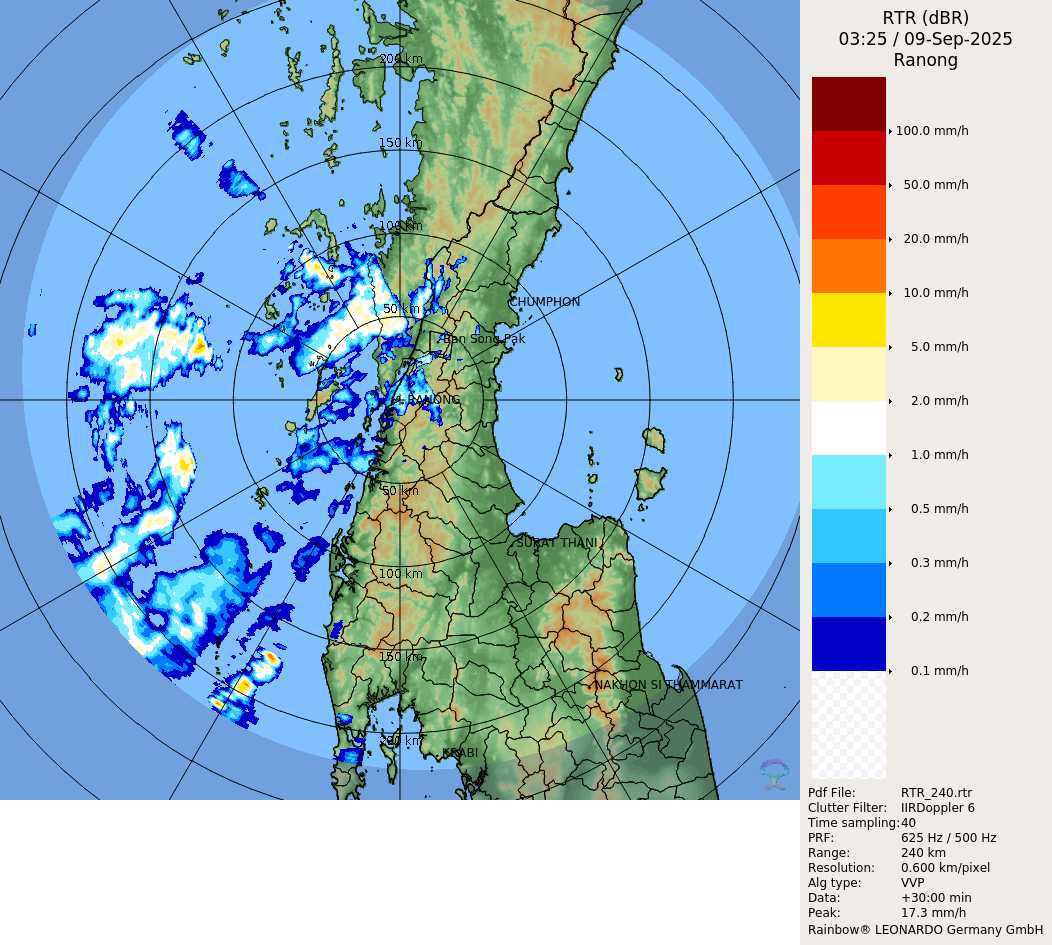 RTR (dBR)
03:25 / 09-Sep-2025
Ranong
100.0 mm/h
50.0 mm/h
20.0 mm/h
10.0 mm/h
5.0 mm/h
2.0 mm/h
1.0 mm/h
0.5 mm/h
0.3 mm/h
0.2 mm/h
0.1 mm/h
200 km
150 km
100 km
50 km
CHUMPHON
Ban Song Pak
RANONG
50 km
SURAT THANI
100 km
150 km
NAKHON SI THAMMARAT
200 km
KRABI
Pdf File: RTR_240.rtr
Clutter Filter: IIRDoppler 6
Time sampling: 40
PRF: 625 Hz / 500 Hz
Range: 240 km
Resolution: 0.600 km/pixel
Alg type: VVP
Data: +30:00 min
Peak: 17.3 mm/h
Rainbow® LEONARDO Germany GmbH